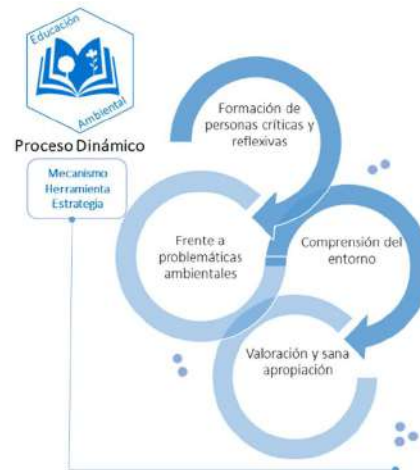 Educación
Ambiental
Proceso Dinámico
Mecanismo
Herramienta
Estrategia
Formación de
personas críticas y
reflexivas
Frente a
problemáticas
ambientales
Comprensión del
entorno
Valoración y sana
apropiación